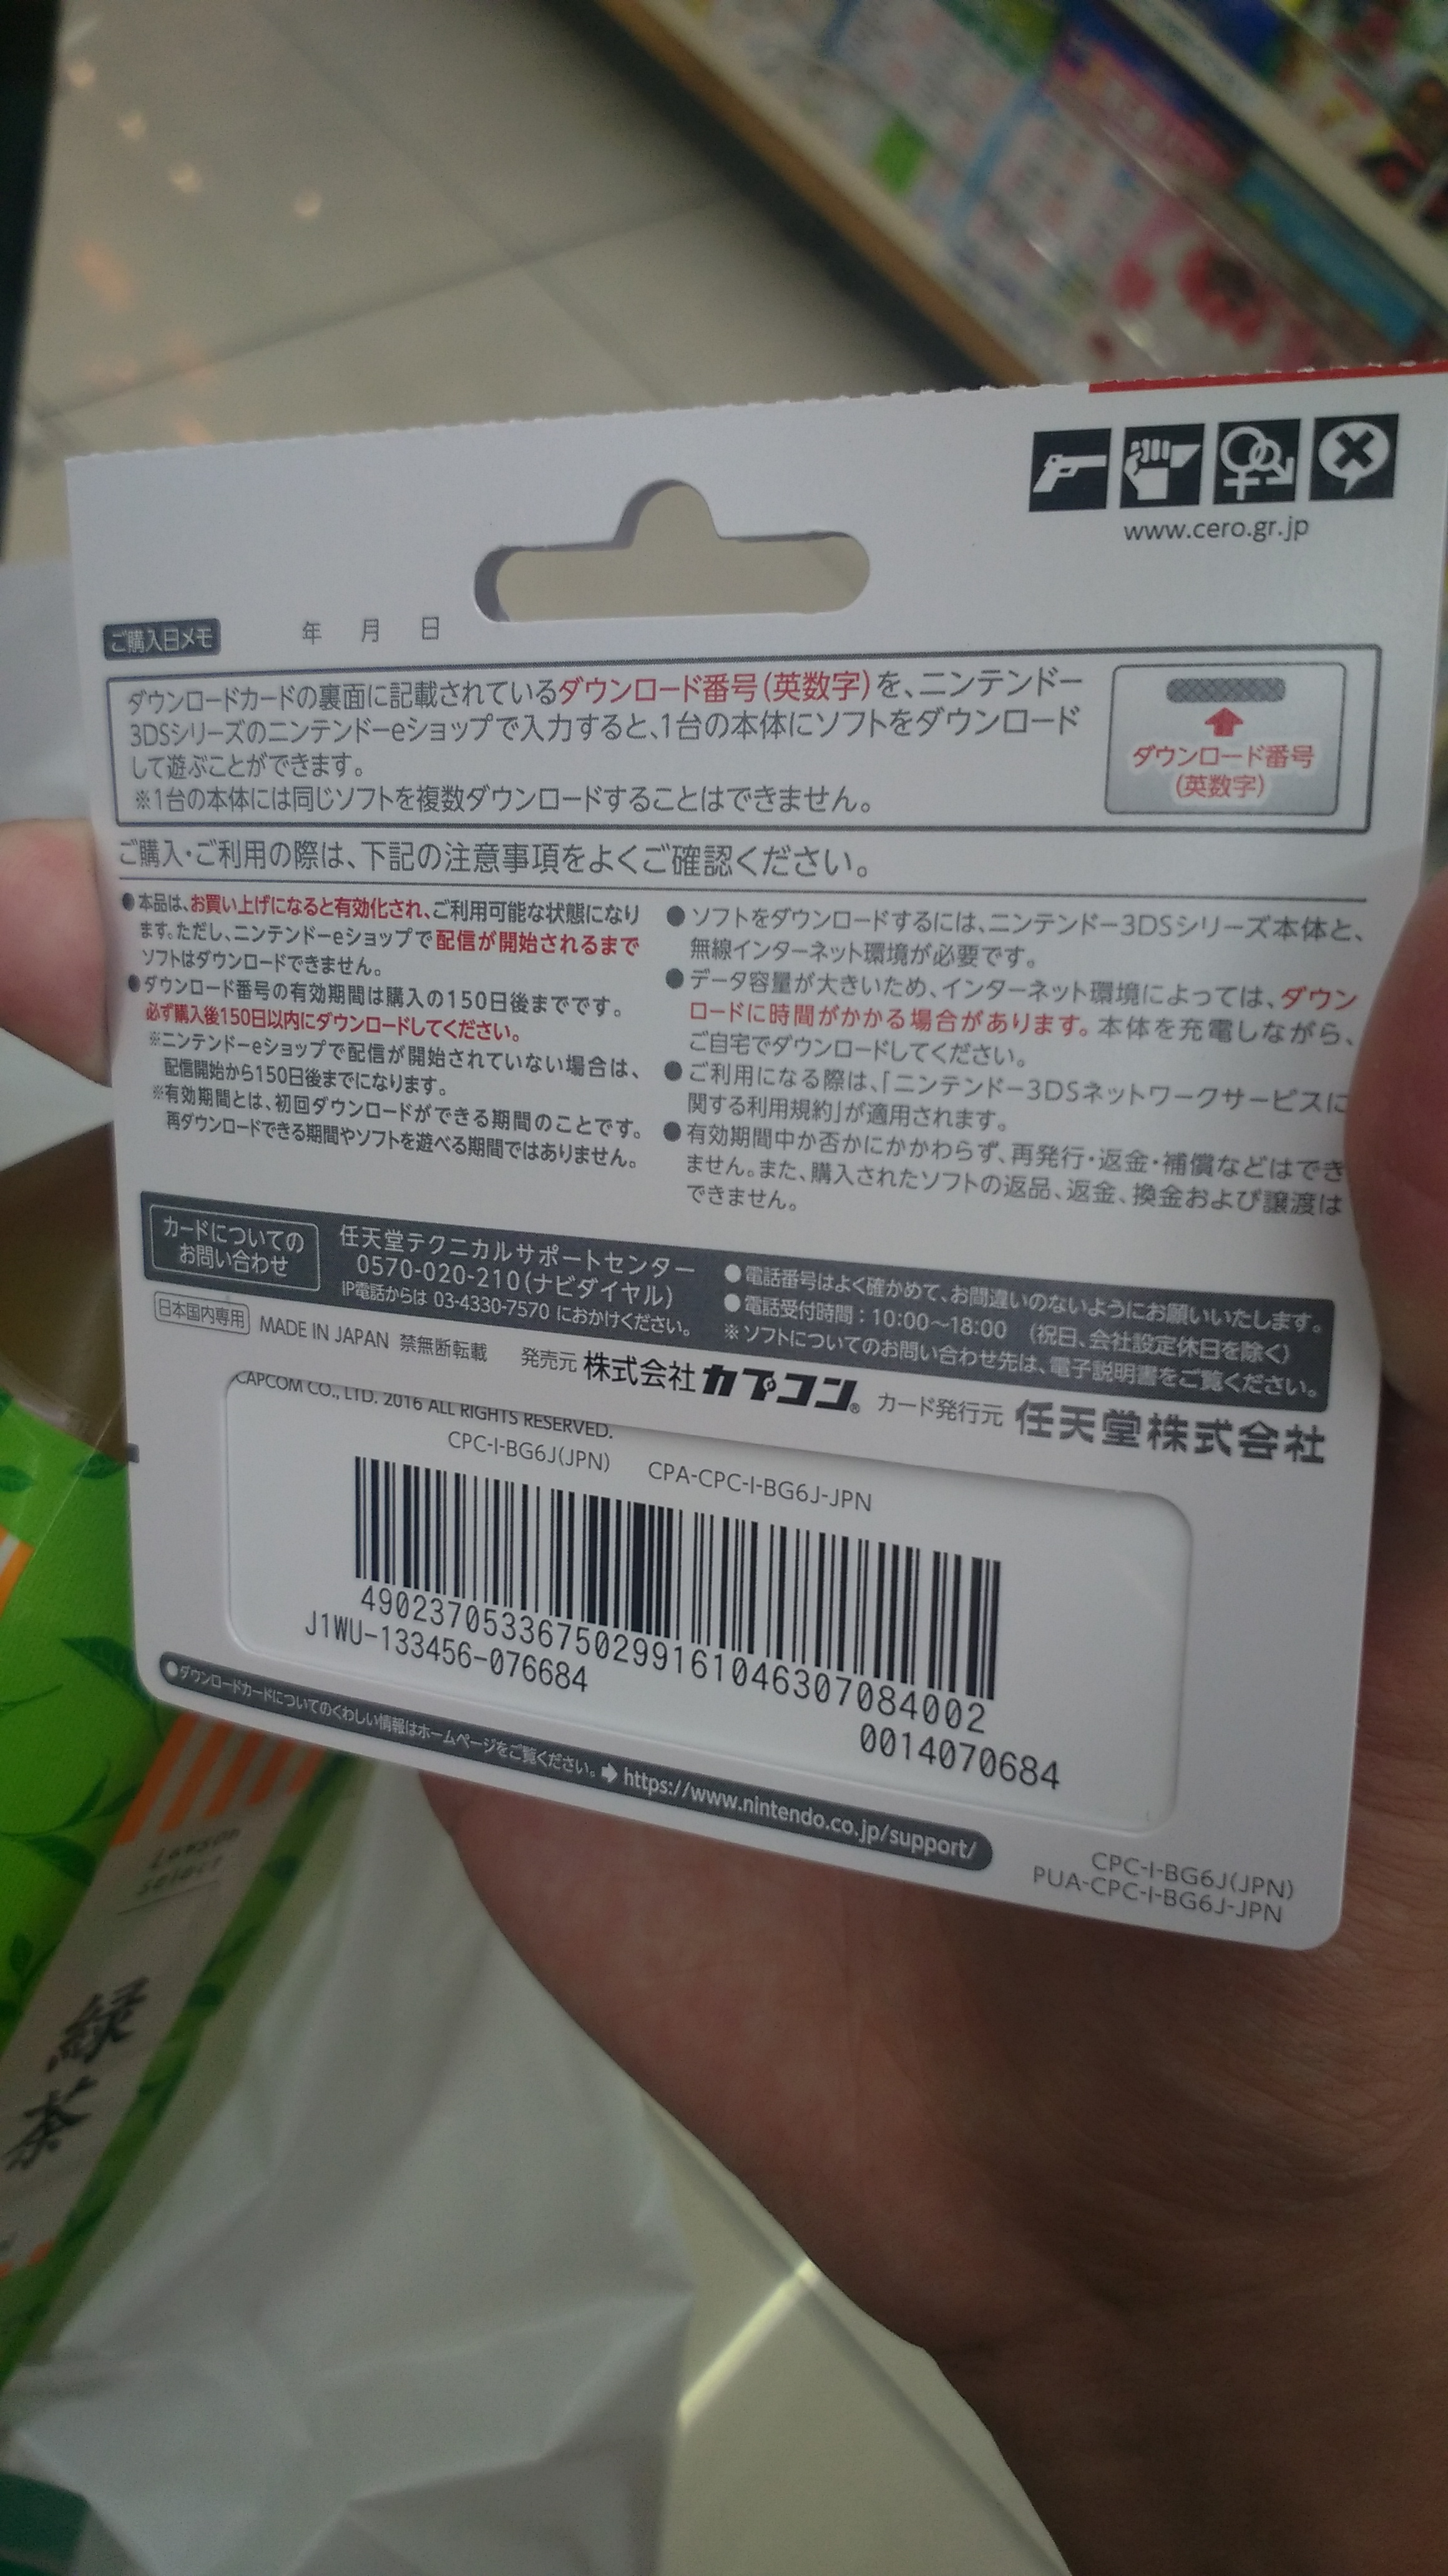 www.cero.gr.jp
ご購入日メモ 年 月 日
ダウンロードカードの裏面に記載されているダウンロード番号(英数字)を、ニンテンドー
3DSシリーズのニンテンドーeショップで入力すると、1台の本体にソフトをダウンロード
して遊ぶことができます。
※1台の本体には同じソフトを複数ダウンロードすることはできません。
ダウンロード番号
(英数字)
ご購入・ご利用の際は、下記の注意事項をよくご確認ください。
●本品は、お買い上げになると有効化され、ご利用可能な状態になり
ます。ただし、ニンテンドーeショップで配信が開始されるまで
ソフトはダウンロードできません。
●ダウンロード番号の有効期間は購入の150日後までです。
必ず購入後150日以内にダウンロードしてください。
※ニンテンドーeショップで配信が開始されていない場合は、
配信開始から150日後までになります。
※有効期間とは、初回ダウンロードができる期間のことです。
再ダウンロードできる期間やソフトを遊べる期間ではありません。
●ソフトをダウンロードするには、ニンテンドー3DSシリーズ本体と、
無線インターネット環境が必要です。
●データ容量が大きいため、インターネット環境によっては、ダウン
ロードに時間がかかる場合があります。本体を充電しながら、
ご自宅でダウンロードしてください。
●ご利用になる際は、「ニンテンドー3DSネットワークサービスに
関する利用規約」が適用されます。
●有効期間中か否かにかかわらず、再発行・返金・補償などはでき
ません。また、購入されたソフトの返品、返金、換金および譲渡は
できません。
カードについての
お問い合わせ
任天堂テクニカルサポートセンター
0570-020-210(ナビダイヤル)
IP電話からは 03-4330-7570 におかけください。
●電話番号はよく確かめて、お間違いのないようにお願いいたします。
●電話受付時間:10:00〜18:00 (祝日、会社設定休日を除く)
※ソフトについてのお問い合わせ先は、電子説明書をご覧ください。
日本国内専用 MADE IN JAPAN 禁無断転載 発売元 株式会社カプコン® カード発行元 任天堂株式会社
CAPCOM CO., LTD. 2016 ALL RIGHTS RESERVED.
CPC-I-BG6J(JPN) CPA-CPC-I-BG6J-JPN
4902370533675029916104630708​4002
J1WU-133456-076684
0014070684
●ダウンロードカードについてのくわしい情報はホームページをご覧ください。➡https://www.nintendo.co.jp/support/
CPC-I-BG6J(JPN)
PUA-CPC-I-BG6J-JPN
Lawson
select
緑茶